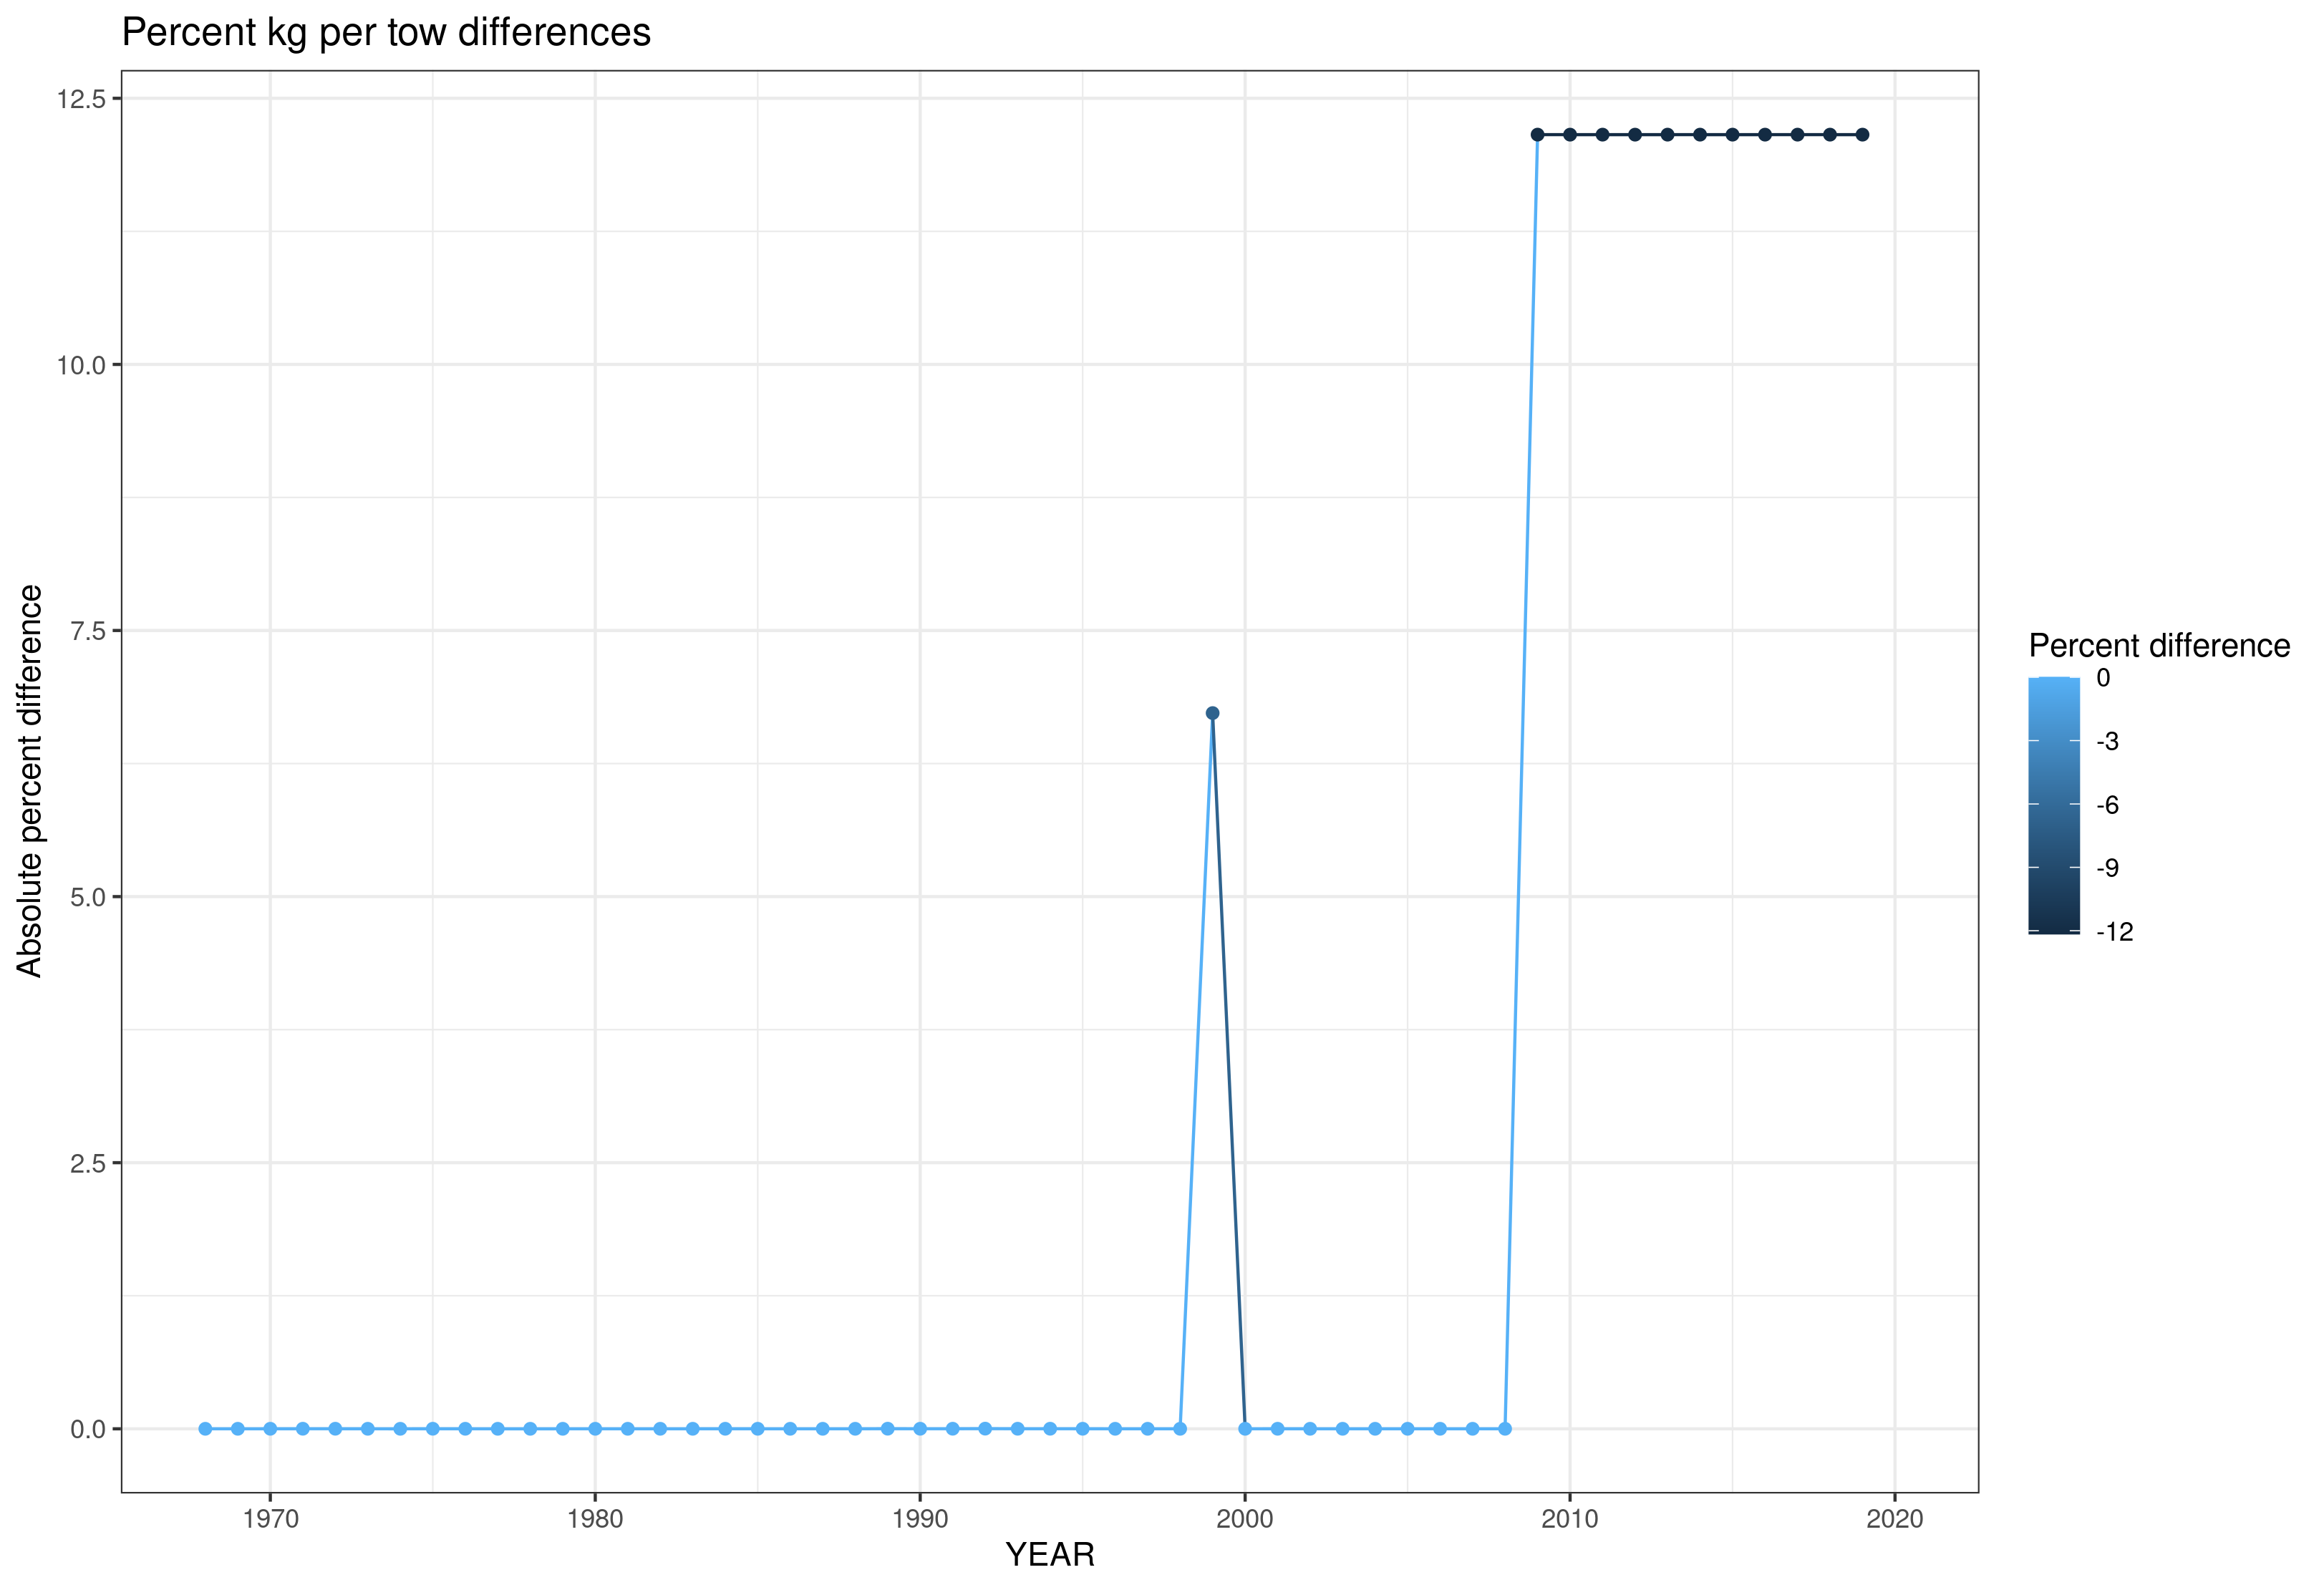 Percent kg per tow differences
12.5
10.0
7.5
5.0
2.5
0.0
Absolute percent difference
1970 1980 1990 2000 2010 2020
YEAR
Percent difference
0
-3
-6
-9
-12